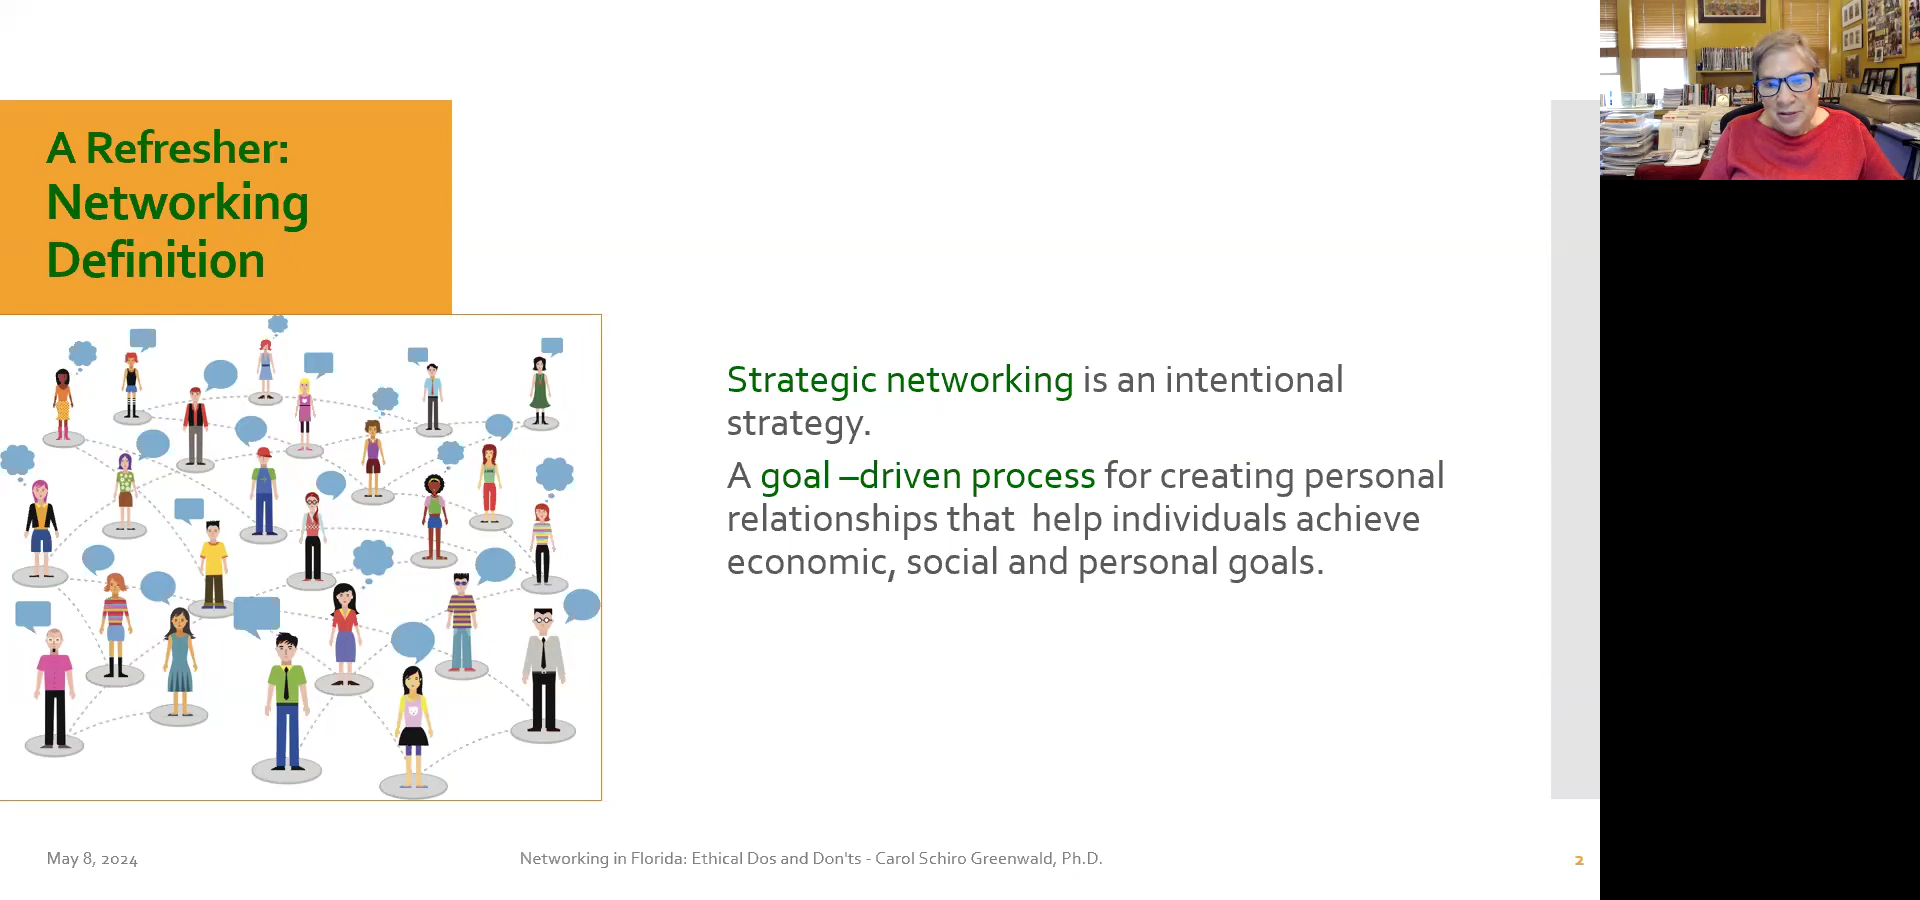 A Refresher:
Networking
Definition
Strategic networking is an intentional
strategy.
A goal –driven process for creating personal
relationships that  help individuals achieve
economic, social and personal goals.
May 8, 2024
Networking in Florida: Ethical Dos and Don'ts - Carol Schiro Greenwald, Ph.D.
2